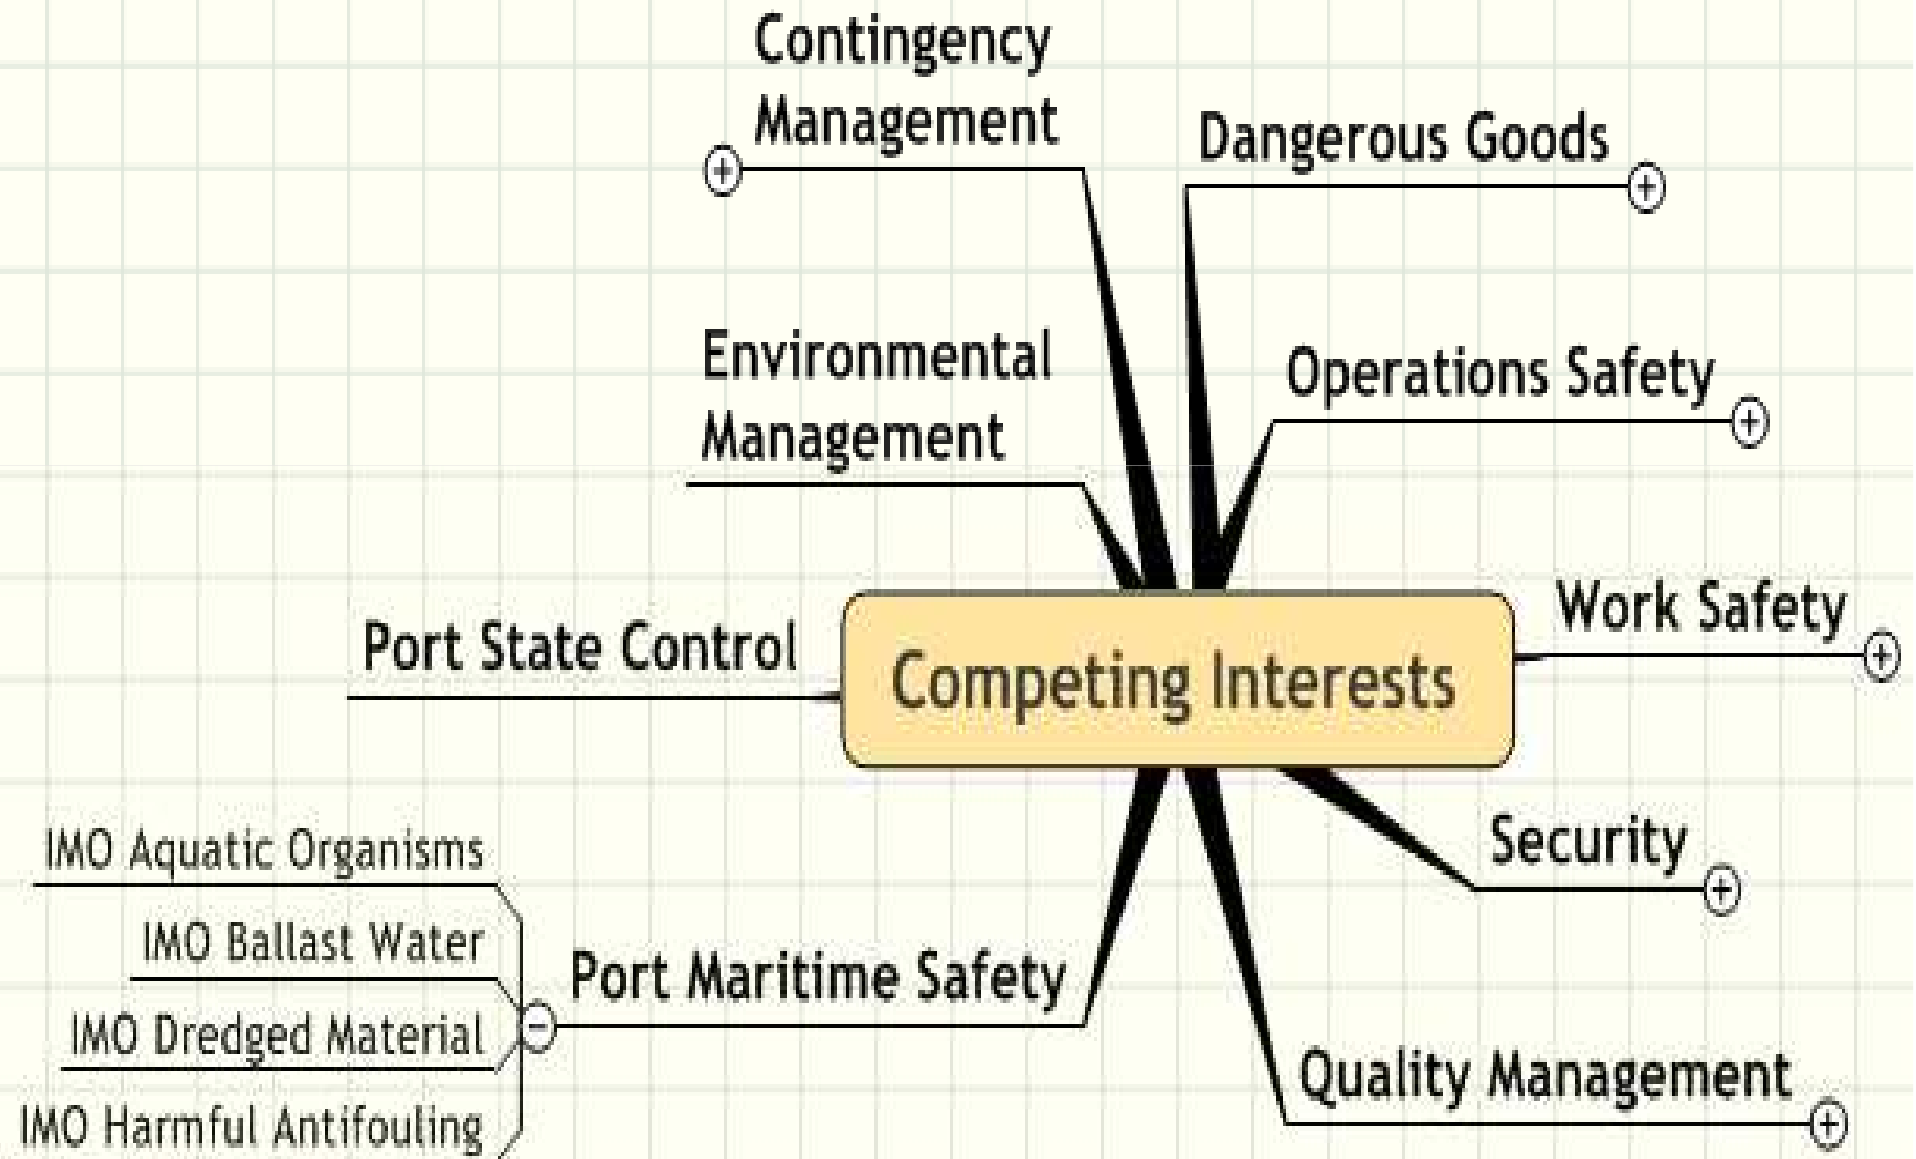 Contingency
Management
Dangerous Goods
Environmental
Management
Operations Safety
Work Safety
Port State Control
Competing Interests
Security
IMO Aquatic Organisms
IMO Ballast Water
Port Maritime Safety
IMO Dredged Material
IMO Harmful Antifouling
Quality Management